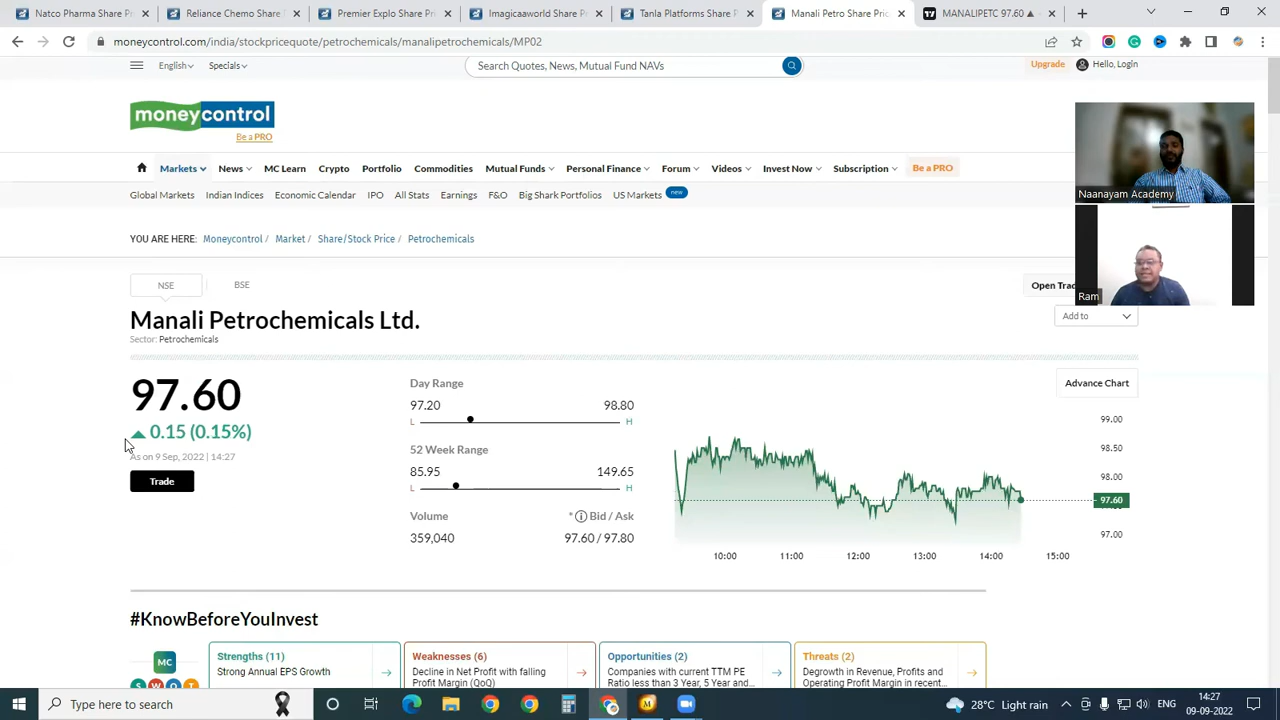 Natco Pharma Share P
Premier Explo Share P
Imagicaaworld Share P
Tanla Platforms Share P
Manali Petro Share Pric
MANALIPETC 97.60 ▲
moneycontrol.com/india/stockpricequote/petrochemicals/manalipetrochemicals/MP02
English Specials Search Quotes, News, Mutual Fund NAVs Upgrade Hello, Login
moneycontrol
Be a PRO
Markets News MC Learn Crypto Portfolio Commodities Mutual Funds Personal Finance Forum Videos Invest Now Subscription Be a PRO
Global Markets Indian Indices Economic Calendar IPO All Stats Earnings F&O Big Shark Portfolios US Markets new
Naanayam Academy
YOU ARE HERE: Moneycontrol / Market / Share/Stock Price / Petrochemicals
NSE BSE Open Trad
Ram
Manali Petrochemicals Ltd.
Add to
Sector: Petrochemicals
97.60
▲ 0.15 (0.15%)
As on 9 Sep, 2022 | 14:27
Trade
Day Range
97.20 98.80
L H
52 Week Range
85.95 149.65
L H
Volume * Bid / Ask
359,040 97.60 / 97.80
Advance Chart
99.00
98.50
98.00
97.60
97.00
10:00 11:00 12:00 13:00 14:00 15:00
#KnowBeforeYouInvest
MC
S W O T
Strengths (11)
Strong Annual EPS Growth
Weaknesses (6)
Decline in Net Profit with falling
Profit Margin (QoQ)
Opportunities (2)
Companies with current TTM PE
Ratio less than 3 Year, 5 Year and...
Threats (2)
Degrowth in Revenue, Profits and
Operating Profit Margin in recent...
Type here to search
28°C Light rain
ENG
14:27
09-09-2022